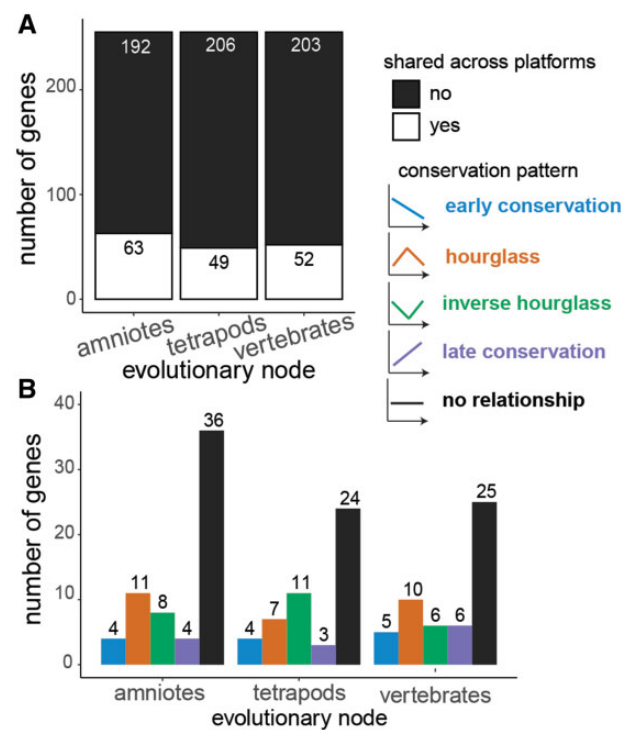 A
number of genes
200
100
0
192
206
203
63
49
52
amniotes
tetrapods
vertebrates
evolutionary node
shared across platforms
no
yes
conservation pattern
early conservation
hourglass
inverse hourglass
late conservation
no relationship
B
number of genes
40
30
20
10
0
4
11
8
4
36
4
7
11
3
24
5
10
6
6
25
amniotes
tetrapods
vertebrates
evolutionary node